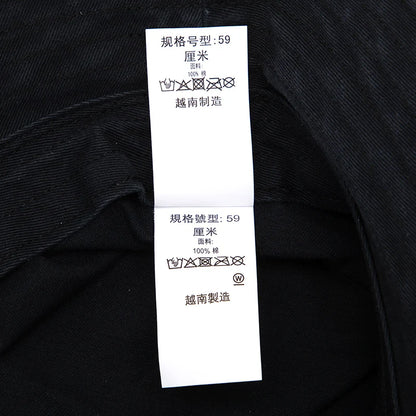 规格号型:59
厘米
面料:
100% 棉
越南制造
規格號型:59
厘米
面料:
100% 棉
W
越南製造